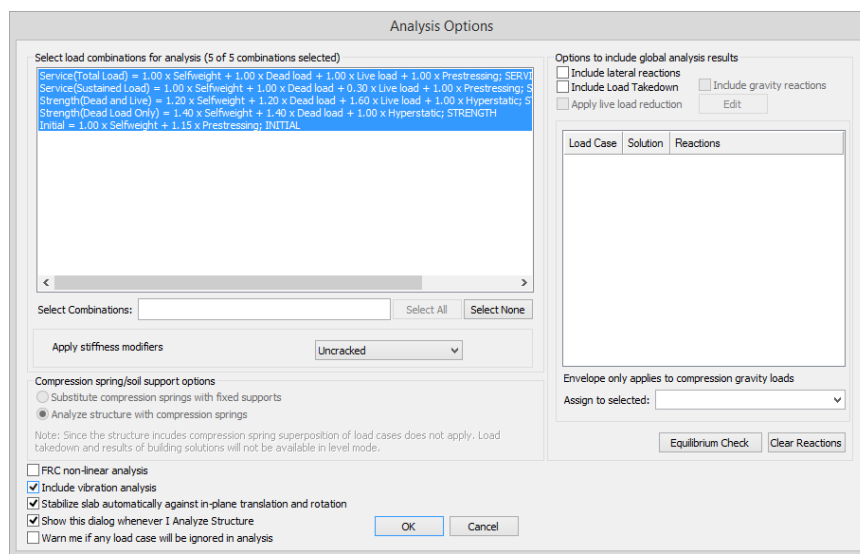 Analysis Options
Select load combinations for analysis (5 of 5 combinations selected)
Service(Total Load) = 1.00 x Selfweight + 1.00 x Dead load + 1.00 x Live load + 1.00 x Prestressing; SERVI
Service(Sustained Load) = 1.00 x Selfweight + 1.00 x Dead load + 0.30 x Live load + 1.00 x Prestressing; S
Strength(Dead and Live) = 1.20 x Selfweight + 1.20 x Dead load + 1.60 x Live load + 1.00 x Hyperstatic; ST
Strength(Dead Load Only) = 1.40 x Selfweight + 1.40 x Dead load + 1.00 x Hyperstatic; STRENGTH
Initial = 1.00 x Selfweight + 1.15 x Prestressing; INITIAL
Select Combinations:
Select All
Select None
Apply stiffness modifiers
Uncracked
Compression spring/soil support options
Substitute compression springs with fixed supports
Analyze structure with compression springs
Note: Since the structure incudes compression spring superposition of load cases does not apply. Load
takedown and results of building solutions will not be available in level mode.
FRC non-linear analysis
Include vibration analysis
Stabilize slab automatically against in-plane translation and rotation
Show this dialog whenever I Analyze Structure
Warn me if any load case will be ignored in analysis
OK
Cancel
Options to include global analysis results
Include lateral reactions
Include Load Takedown
Include gravity reactions
Apply live load reduction
Edit
Load Case
Solution
Reactions
Envelope only applies to compression gravity loads
Assign to selected:
Equilibrium Check
Clear Reactions